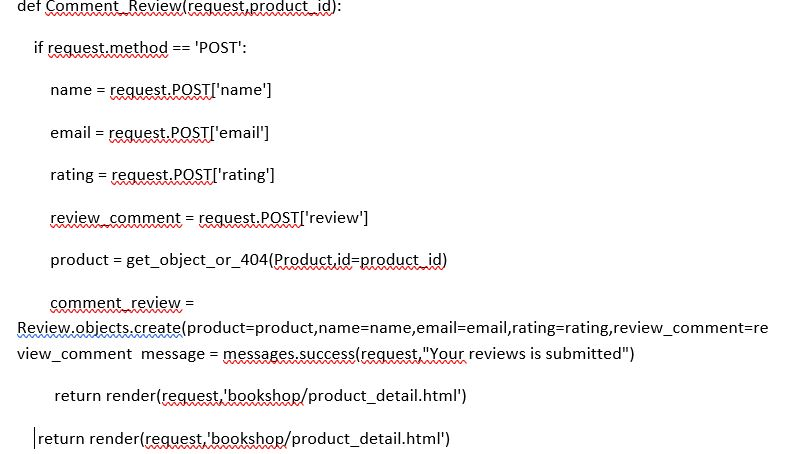 def Comment_Review(request,product_id):
if request.method == 'POST':
name = request.POST['name']
email = request.POST['email']
rating = request.POST['rating']
review_comment = request.POST['review']
product = get_object_or_404(Product,id=product_id)
comment_review =
Review.objects.create(product=product,name=name,email=email,rating=rating,review_comment=re
view_comment  message = messages.success(request,"Your reviews is submitted")
return render(request,'bookshop/product_detail.html')
return render(request,'bookshop/product_detail.html')